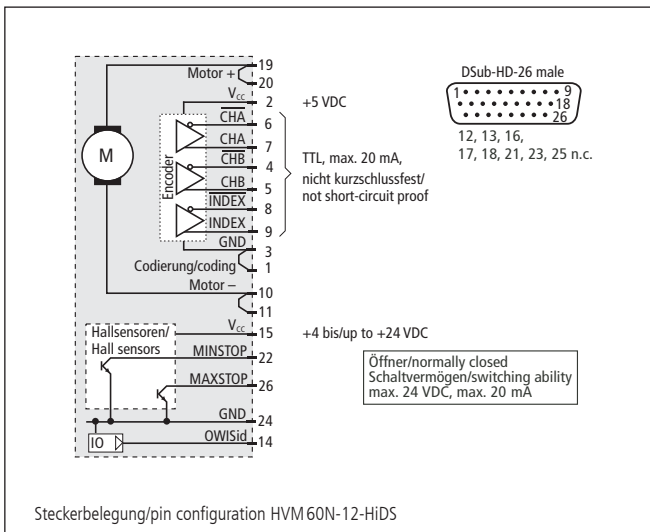 19
Motor +
20
Vcc
2
+5 VDC
CHA
6
CHA
7
CHB
4
CHB
5
INDEX
8
INDEX
9
GND
3
Codierung/coding
1
Motor –
10
11
M
Encoder
TTL, max. 20 mA,
nicht kurzschlussfest/
not short-circuit proof
DSub-HD-26 male
1
9
18
26
12, 13, 16,
17, 18, 21, 23, 25 n.c.
Hallsensoren/
Hall sensors
Vcc
15
+4 bis/up to +24 VDC
MINSTOP
22
MAXSTOP
26
GND
24
IO
OWISid
14
Öffner/normally closed
Schaltvermögen/switching ability
max. 24 VDC, max. 20 mA
Steckerbelegung/pin configuration HVM60N-12-HiDS